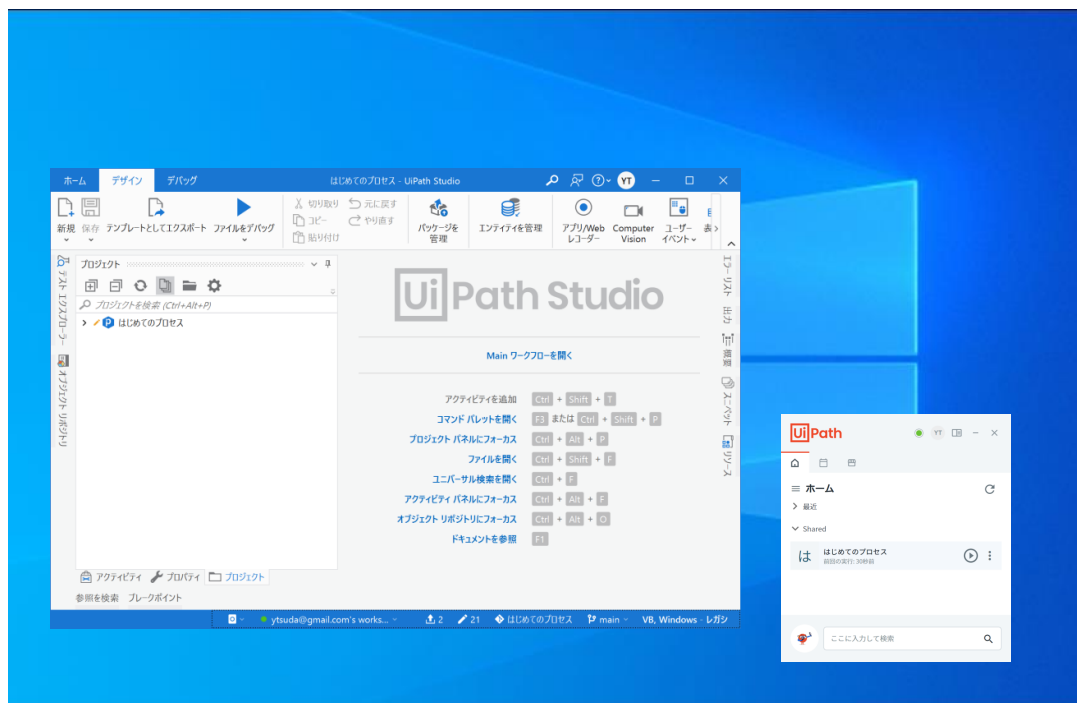 ホーム デザイン デバッグ はじめてのプロセス - UiPath Studio YT
新規 保存 テンプレートとしてエクスポート ファイルをデバッグ
切り取り 元に戻す
コピー やり直す
貼り付け
パッケージを管理 エンティティを管理 アプリ/Web レコーダー Computer Vision ユーザー イベント 表
テスト エクスプローラー
オブジェクト リポジトリ
プロジェクト
プロジェクトを検索 (Ctrl+Alt+P)
はじめてのプロセス
UiPath Studio
Main ワークフローを開く
アクティビティを追加 Ctrl + Shift + T
コマンド パレットを開く F3 または Ctrl + Shift + P
プロジェクト パネルにフォーカス Ctrl + Alt + P
ファイルを開く Ctrl + Shift + F
ユニバーサル検索を開く Ctrl + F
アクティビティ パネルにフォーカス Ctrl + Alt + F
オブジェクト リポジトリにフォーカス Ctrl + Alt + O
ドキュメントを参照 F1
エラー リスト
出力
概要
スニペット
リソース
アクティビティ プロパティ プロジェクト
参照を検索 ブレークポイント
ytsuda@gmail.com's works... 2 21 はじめてのプロセス main VB, Windows - レガシ
UiPath YT
ホーム
最近
Shared
は はじめてのプロセス
前回の実行: 30秒前
ここに入力して検索